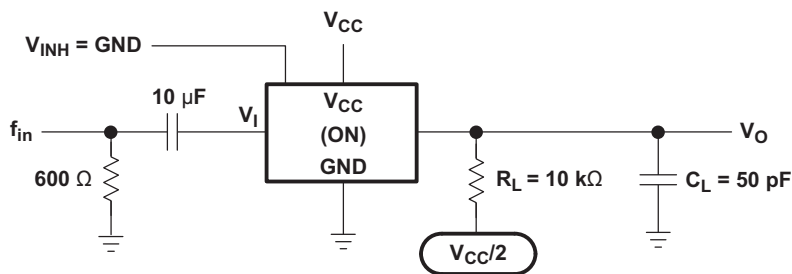 V_CC
V_INH = GND
10 μF
V_I
V_CC
(ON)
GND
f_in
V_O
600 Ω
R_L = 10 kΩ
C_L = 50 pF
V_CC/2